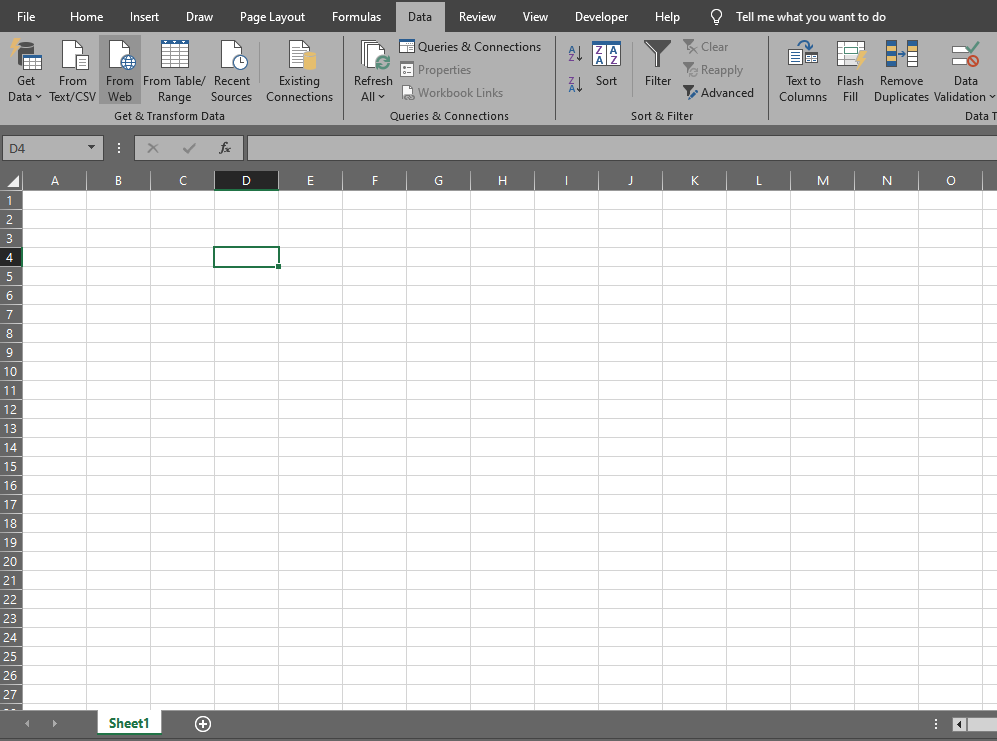 File Home Insert Draw Page Layout Formulas Data Review View Developer Help Tell me what you want to do
Get Data
From Text/CSV
From Web
From Table/ Range
Recent Sources
Existing Connections
Get & Transform Data
Refresh All
Queries & Connections
Properties
Workbook Links
Queries & Connections
A Z
Z A
Z A A Z
Sort
Filter
Clear
Reapply
Advanced
Sort & Filter
Text to Columns
Flash Fill
Remove Duplicates
Data Validation
Data T
D4 fx
A B C D E F G H I J K L M N O
1
2
3
4
5
6
7
8
9
10
11
12
13
14
15
16
17
18
19
20
21
22
23
24
25
26
27
Sheet1